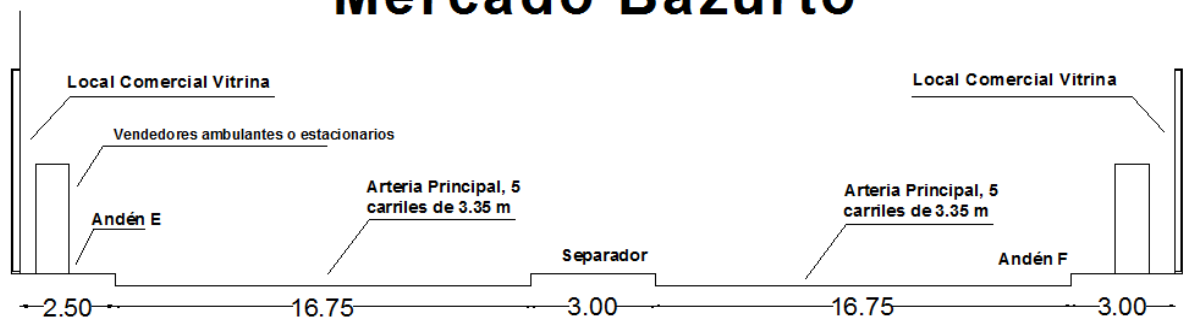 Mercado Bazurto
Local Comercial Vitrina
Local Comercial Vitrina
Vendedores ambulantes o estacionarios
Arteria Principal, 5
carriles de 3.35 m
Arteria Principal, 5
carriles de 3.35 m
Andén E
Separador
Andén F
2.50
16.75
3.00
16.75
3.00